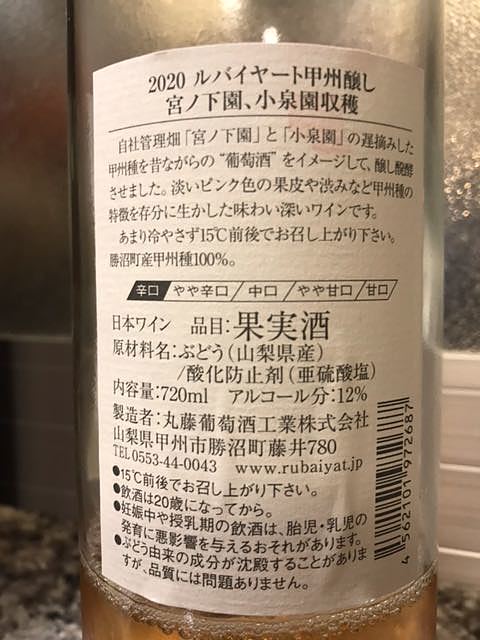 2020 ルバイヤート甲州醸し
宮ノ下園、小泉園収穫
自社管理畑「宮ノ下園」と「小泉園」の遅摘みした
甲州種を昔ながらの“葡萄酒”をイメージして、醸し醗酵
させました。淡いピンク色の果皮や渋みなど甲州種の
特徴を存分に生かした味わい深いワインです。
あまり冷やさず15℃前後でお召し上がり下さい。
勝沼町産甲州種100%。
辛口/やや辛口/中口/やや甘口/甘口/
日本ワイン 品目:果実酒
原材料名:ぶどう(山梨県産)
/酸化防止剤(亜硫酸塩)
内容量:720ml アルコール分:12%
製造者:丸藤葡萄酒工業株式会社
山梨県甲州市勝沼町藤井780
TEL 0553-44-0043 www.rubaiyat.jp
●15℃前後でお召し上がり下さい。
●飲酒は20歳になってから。
●妊娠中や授乳期の飲酒は、胎児・乳児の
発育に悪影響を与えるおそれがあります。
●ぶどう由来の成分が沈殿することがありま
すが、品質には問題ありません。
4 562101 972687